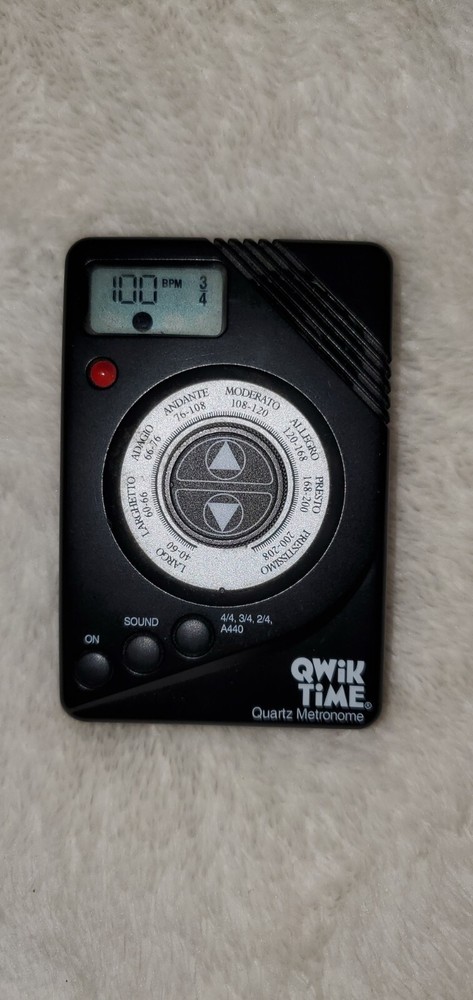 100 BPM 3/4
LARGO
40-60
LARGHETTO
60-66
ADAGIO
66-76
ANDANTE
76-108
MODERATO
108-120
ALLEGRO
120-168
PRESTO
168-200
PRESTISSIMO
200-208
ON
SOUND
4/4, 3/4, 2/4,
A440
QWiK
TiME®
Quartz Metronome